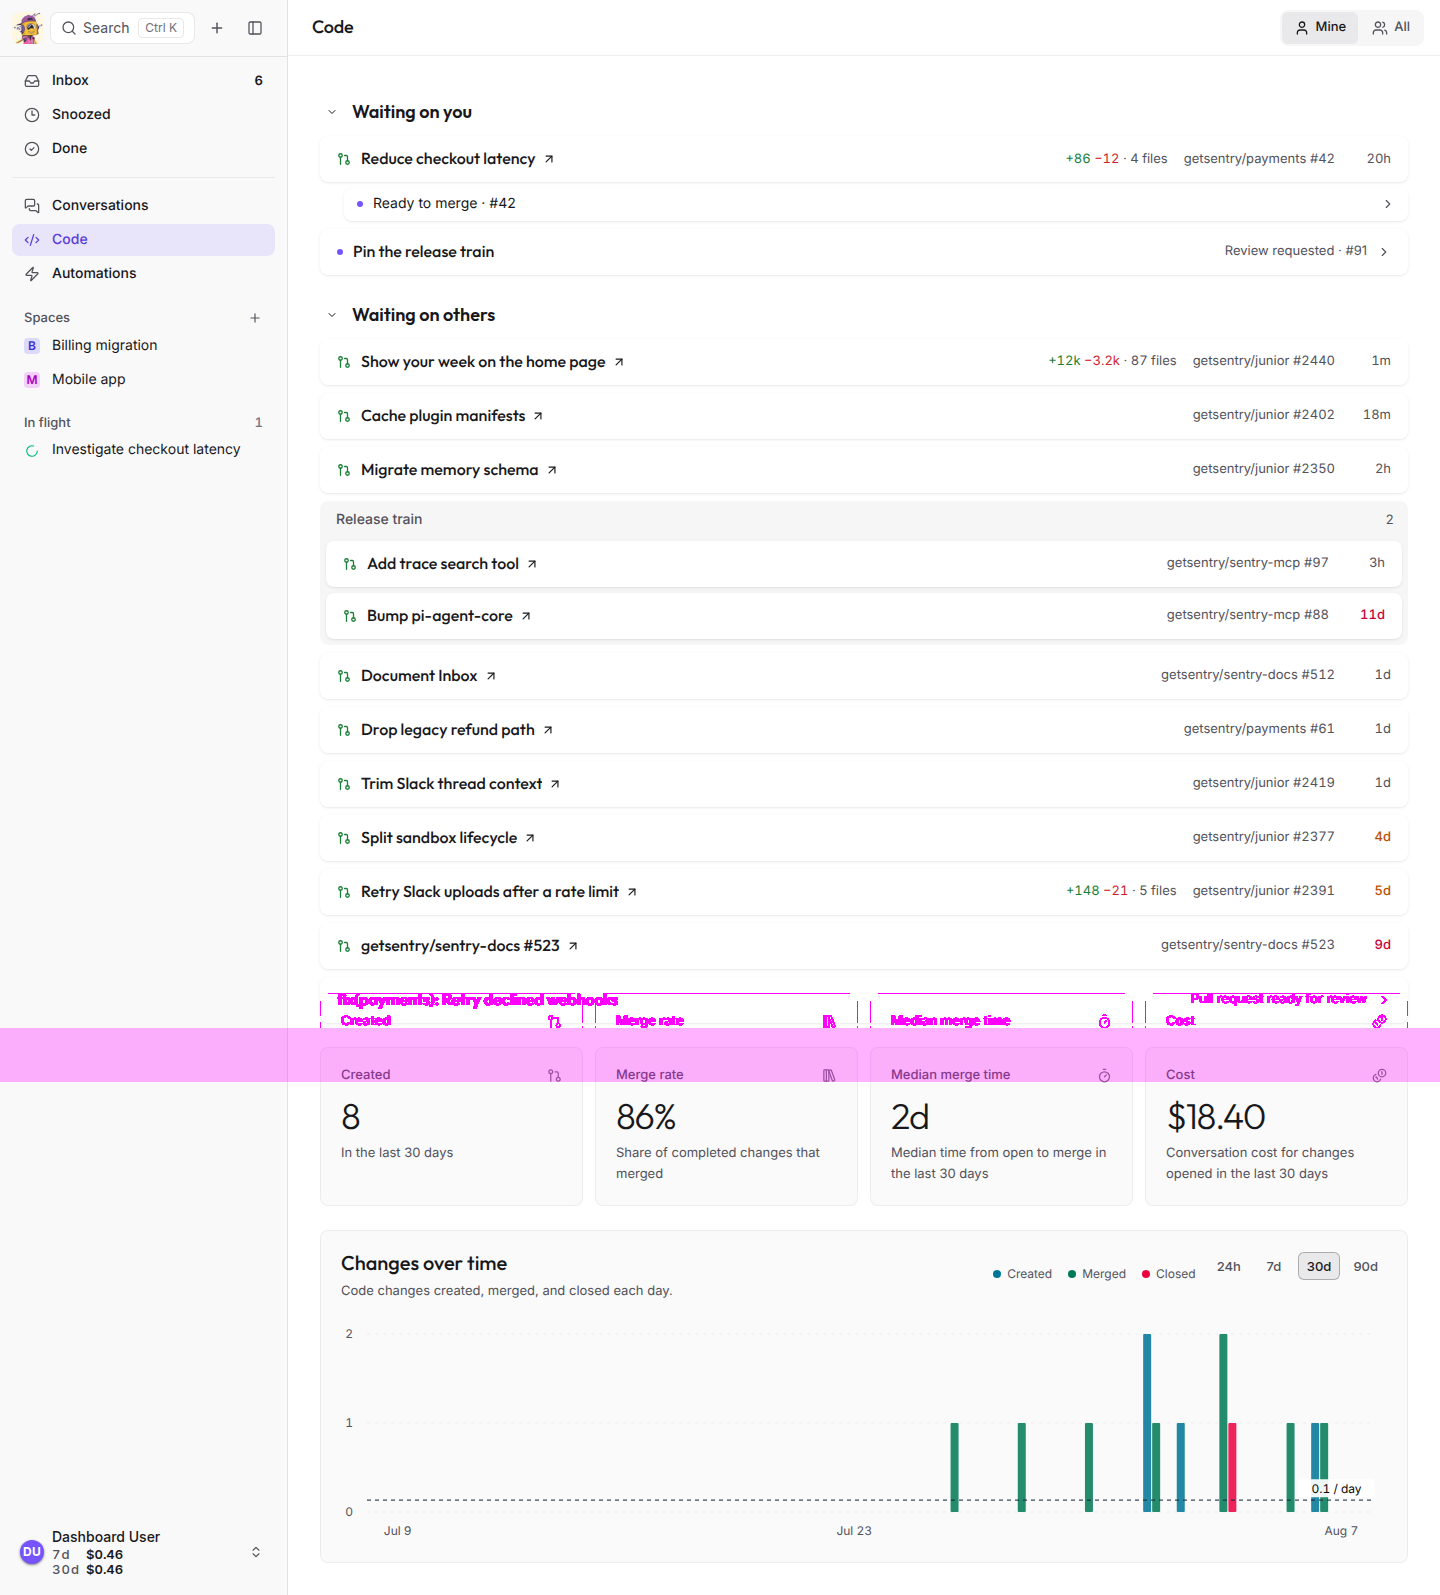 Search Ctrl K
Inbox 6
Snoozed
Done
Conversations
Code
Automations
Spaces
B Billing migration
M Mobile app
In flight 1
Investigate checkout latency
DU Dashboard User
7d $0.46
30d $0.46
Code
Mine All
Waiting on you
Reduce checkout latency +86 −12 · 4 files getsentry/payments #42 20h
Ready to merge · #42
Pin the release train Review requested · #91
Waiting on others
Show your week on the home page +12k −3.2k · 87 files getsentry/junior #2440 1m
Cache plugin manifests getsentry/junior #2402 18m
Migrate memory schema getsentry/junior #2350 2h
Release train 2
Add trace search tool getsentry/sentry-mcp #97 3h
Bump pi-agent-core getsentry/sentry-mcp #88 11d
Document Inbox getsentry/sentry-docs #512 1d
Drop legacy refund path getsentry/payments #61 1d
Trim Slack thread context getsentry/junior #2419 1d
Split sandbox lifecycle getsentry/junior #2377 4d
Retry Slack uploads after a rate limit +148 −21 · 5 files getsentry/junior #2391 5d
getsentry/sentry-docs #523 getsentry/sentry-docs #523 9d
fix(payments): Retry declined webhooks Pull request ready for review
Created Merge rate Median merge time Cost
Created Merge rate Median merge time Cost
8 86% 2d $18.40
In the last 30 days
Share of completed changes that
merged
Median time from open to merge in
the last 30 days
Conversation cost for changes
opened in the last 30 days
Changes over time
Code changes created, merged, and closed each day.
Created Merged Closed 24h 7d 30d 90d
2
1
0
0.1 / day
Jul 9 Jul 23 Aug 7